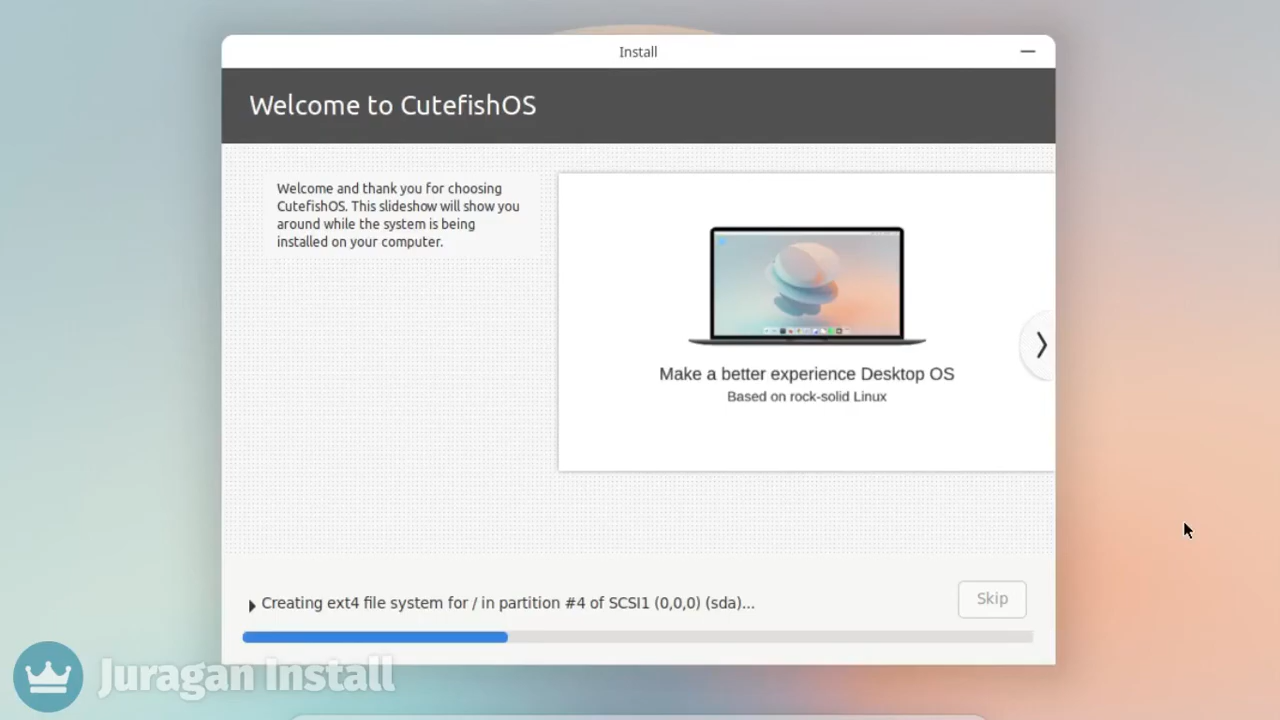 Install
Welcome to CutefishOS
Welcome and thank you for choosing
CutefishOS. This slideshow will show you
around while the system is being
installed on your computer.
Make a better experience Desktop OS
Based on rock-solid Linux
Creating ext4 file system for / in partition #4 of SCSI1 (0,0,0) (sda)...
Skip
Juragan Install